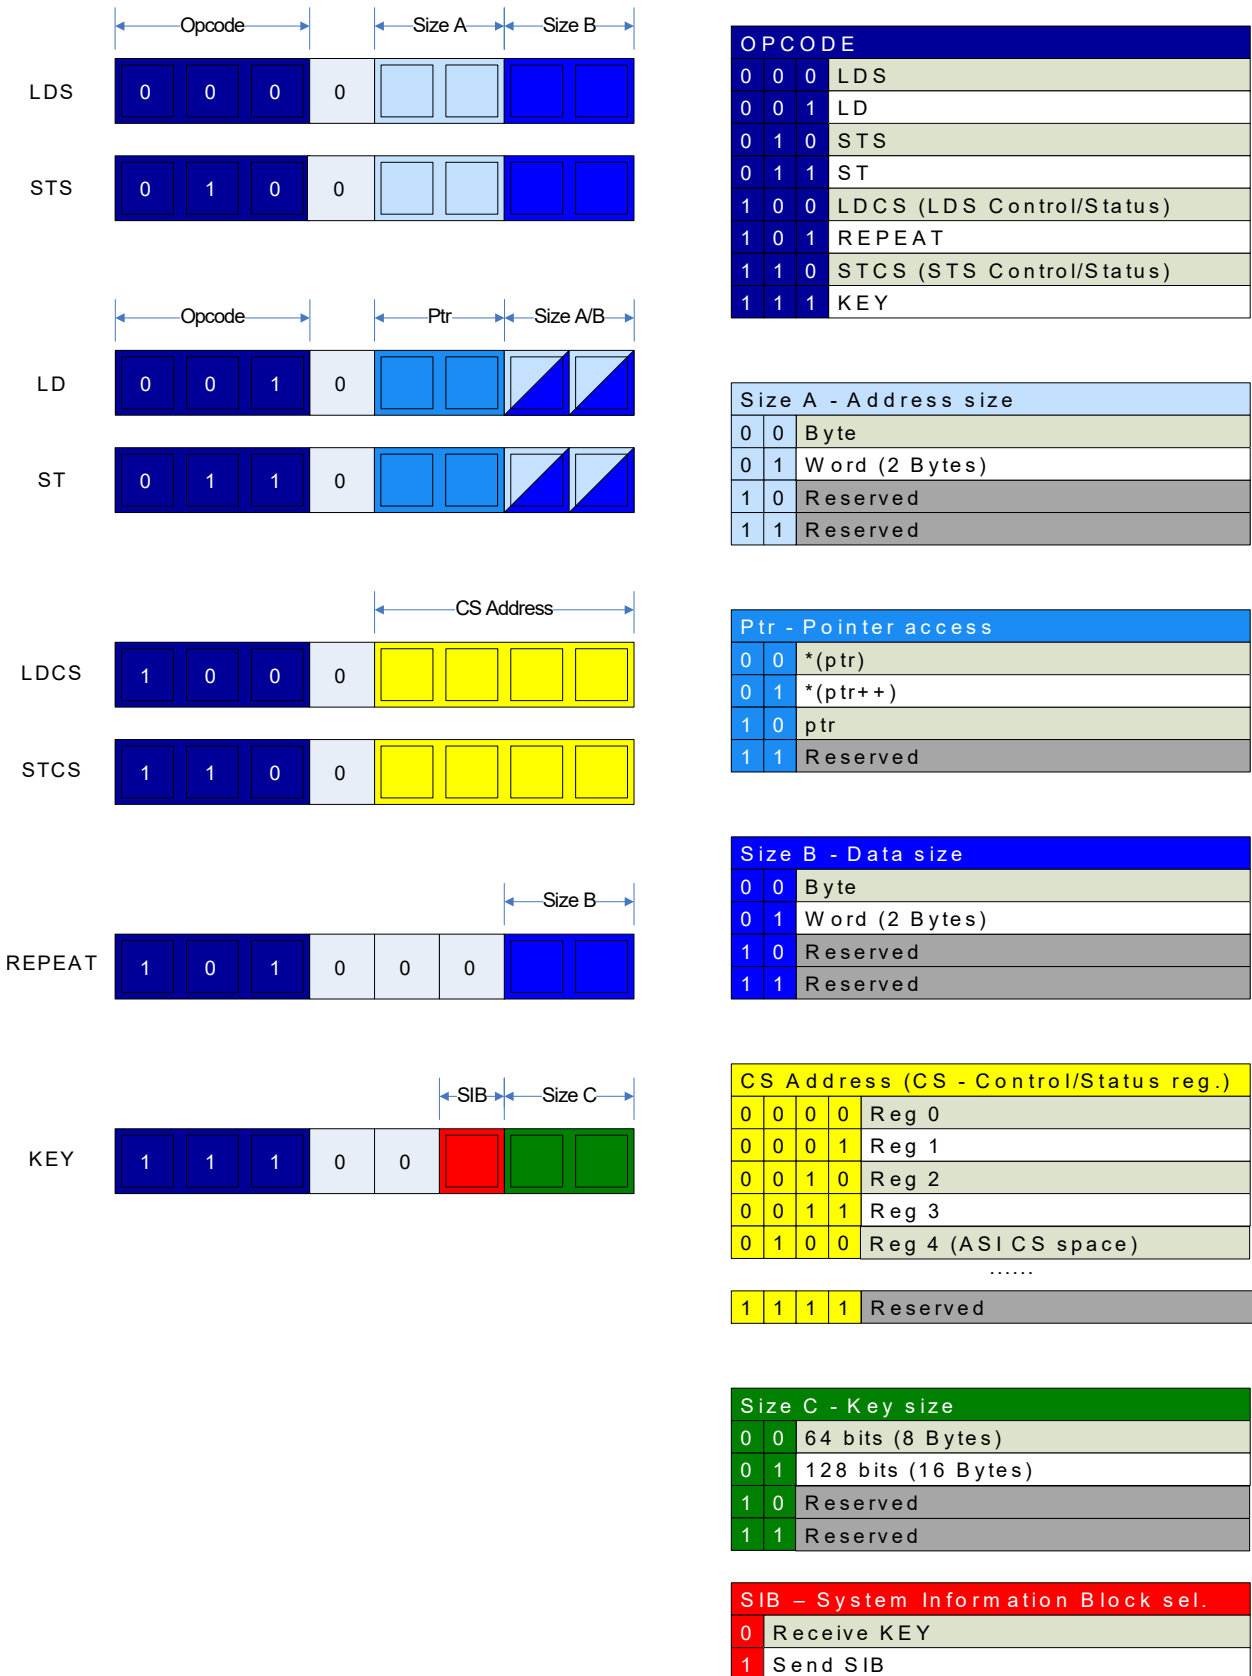 Opcode Size A Size B
LDS 0 0 0 0
STS 0 1 0 0
Opcode Ptr Size A/B
LD 0 0 1 0
ST 0 1 1 0
CS Address
LDCS 1 0 0 0
STCS 1 1 0 0
Size B
REPEAT 1 0 1 0 0 0
SIB Size C
KEY 1 1 1 0 0
OPCODE
0 0 0 LDS
0 0 1 LD
0 1 0 STS
0 1 1 ST
1 0 0 LDCS (LDS Control/Status)
1 0 1 REPEAT
1 1 0 STCS (STS Control/Status)
1 1 1 KEY
Size A - Address size
0 0 Byte
0 1 Word (2 Bytes)
1 0 Reserved
1 1 Reserved
Ptr - Pointer access
0 0 *(ptr)
0 1 *(ptr++)
1 0 ptr
1 1 Reserved
Size B - Data size
0 0 Byte
0 1 Word (2 Bytes)
1 0 Reserved
1 1 Reserved
CS Address (CS - Control/Status reg.)
0 0 0 0 Reg 0
0 0 0 1 Reg 1
0 0 1 0 Reg 2
0 0 1 1 Reg 3
0 1 0 0 Reg 4 (ASI CS space)
......
1 1 1 1 Reserved
Size C - Key size
0 0 64 bits (8 Bytes)
0 1 128 bits (16 Bytes)
1 0 Reserved
1 1 Reserved
SIB – System Information Block sel.
0 Receive KEY
1 Send SIB